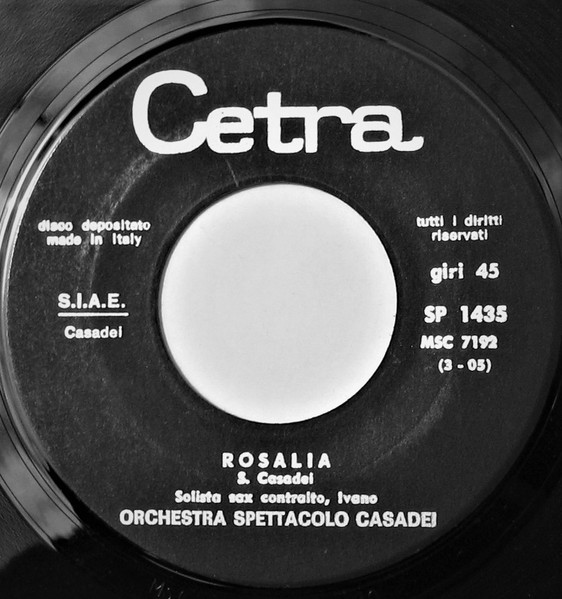 Cetra
disco depositato
made in Italy
S.I.A.E.
Casadei
tutti i diritti
riservati
giri 45
SP 1435
MSC 7192
(3 - 05)
ROSALIA
S. Casadei
Solista sax contralto, Ivano
ORCHESTRA SPETTACOLO CASADEI